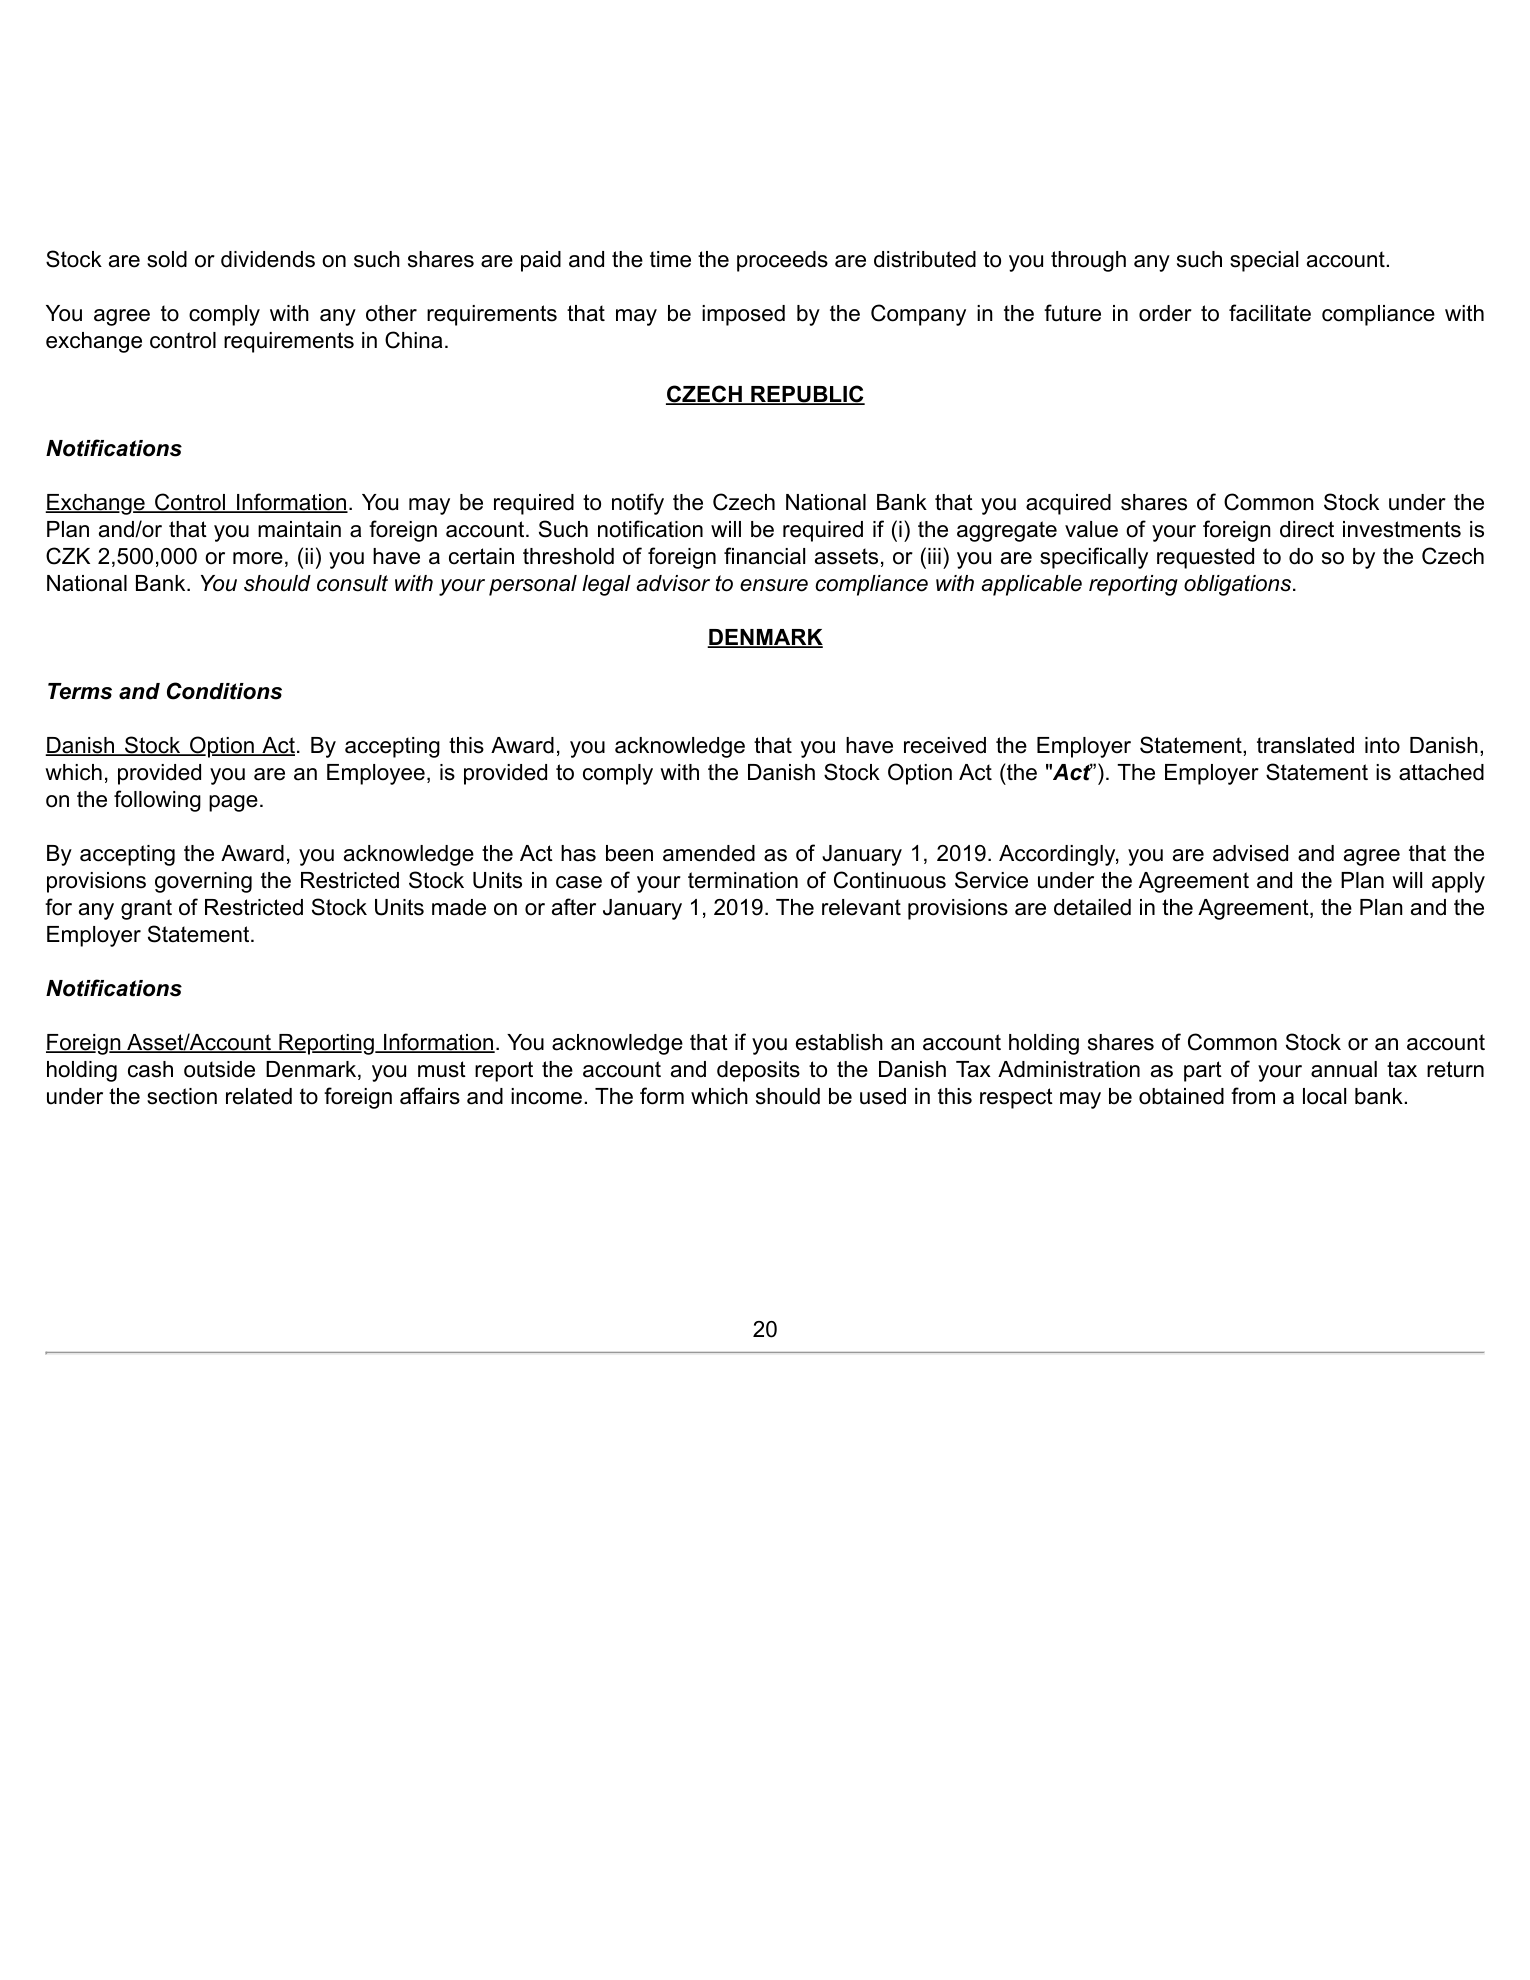 Stock are sold or dividends on such shares are paid and the time the proceeds are distributed to you through any such special account.
You agree to comply with any other requirements that may be imposed by the Company in the future in order to facilitate compliance with
exchange control requirements in China.
CZECH REPUBLIC
Notifications
Exchange Control Information. You may be required to notify the Czech National Bank that you acquired shares of Common Stock under the
Plan and/or that you maintain a foreign account. Such notification will be required if (i) the aggregate value of your foreign direct investments is
CZK 2,500,000 or more, (ii) you have a certain threshold of foreign financial assets, or (iii) you are specifically requested to do so by the Czech
National Bank. You should consult with your personal legal advisor to ensure compliance with applicable reporting obligations.
DENMARK
Terms and Conditions
Danish Stock Option Act. By accepting this Award, you acknowledge that you have received the Employer Statement, translated into Danish,
which, provided you are an Employee, is provided to comply with the Danish Stock Option Act (the "Act”). The Employer Statement is attached
on the following page.
By accepting the Award, you acknowledge the Act has been amended as of January 1, 2019. Accordingly, you are advised and agree that the
provisions governing the Restricted Stock Units in case of your termination of Continuous Service under the Agreement and the Plan will apply
for any grant of Restricted Stock Units made on or after January 1, 2019. The relevant provisions are detailed in the Agreement, the Plan and the
Employer Statement.
Notifications
Foreign Asset/Account Reporting Information. You acknowledge that if you establish an account holding shares of Common Stock or an account
holding cash outside Denmark, you must report the account and deposits to the Danish Tax Administration as part of your annual tax return
under the section related to foreign affairs and income. The form which should be used in this respect may be obtained from a local bank.
20